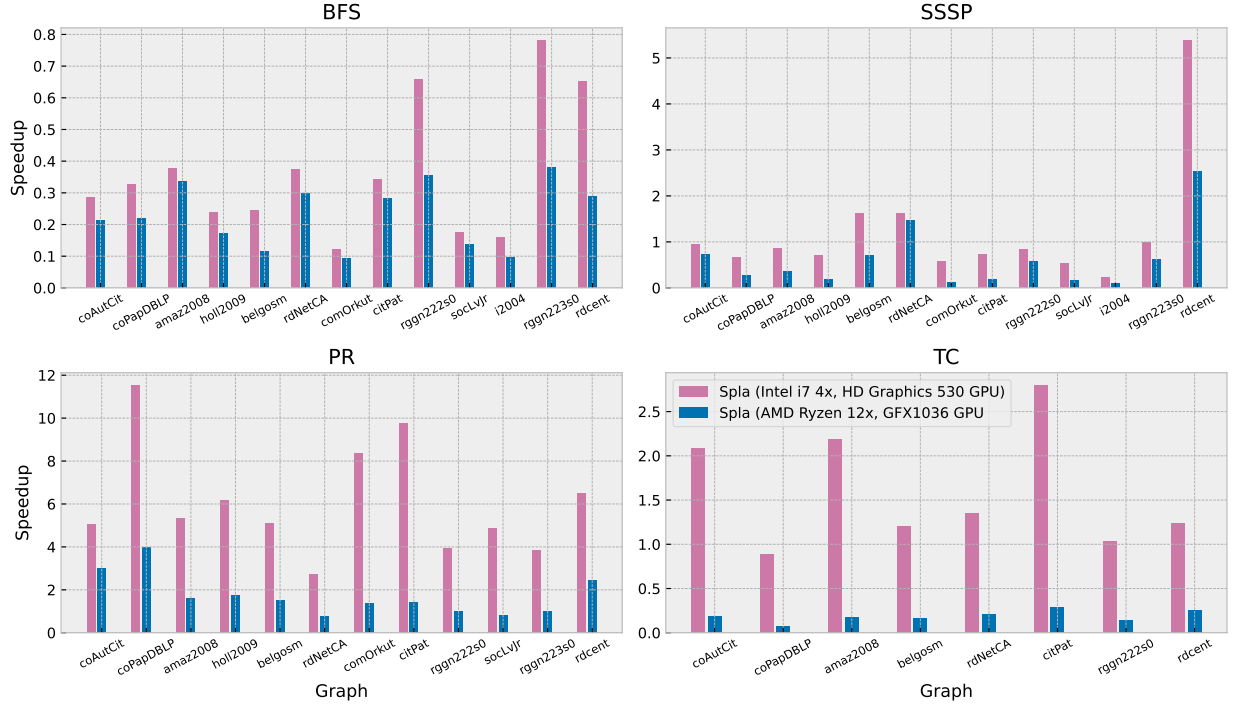 BFS
Speedup
0.8
0.7
0.6
0.5
0.4
0.3
0.2
0.1
0.0
coAutCit
coPapDBLP
amaz2008
holl2009
belgosm
rdNetCA
comOrkut
citPat
rggn222s0
socLvJr
i2004
rggn223s0
rdcent
SSSP
5
4
3
2
1
0
coAutCit
coPapDBLP
amaz2008
holl2009
belgosm
rdNetCA
comOrkut
citPat
rggn222s0
socLvJr
i2004
rggn223s0
rdcent
PR
Speedup
12
10
8
6
4
2
0
coAutCit
coPapDBLP
amaz2008
holl2009
belgosm
rdNetCA
comOrkut
citPat
rggn222s0
socLvJr
rggn223s0
rdcent
Graph
TC
Spla (Intel i7 4x, HD Graphics 530 GPU)
Spla (AMD Ryzen 12x, GFX1036 GPU
2.5
2.0
1.5
1.0
0.5
0.0
coAutCit
coPapDBLP
amaz2008
belgosm
rdNetCA
citPat
rggn222s0
rdcent
Graph